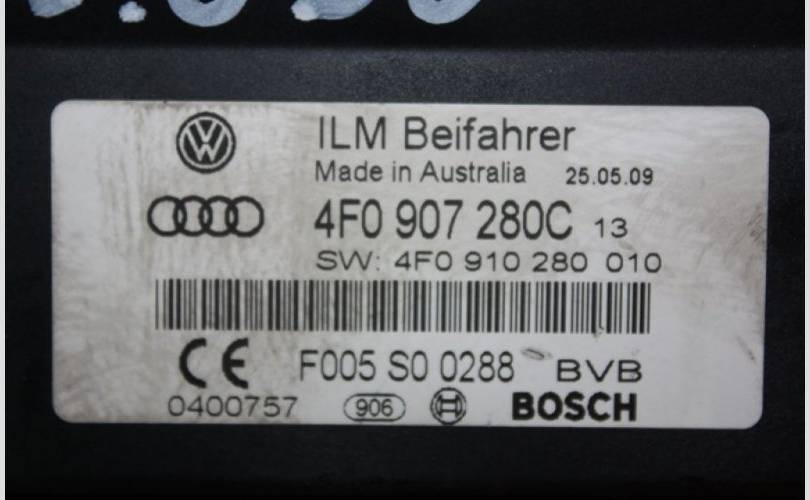 ILM Beifahrer
Made in Australia 25.05.09
4F0 907 280C 13
SW: 4F0 910 280 010
CE F005 S0 0288 BVB
0400757 906 BOSCH